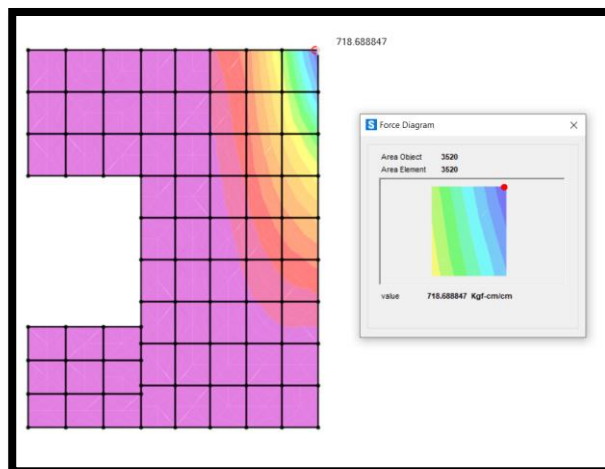 718.688847
S Force Diagram
Area Object 3520
Area Element 3520
value 718.688847 Kgf-cm/cm